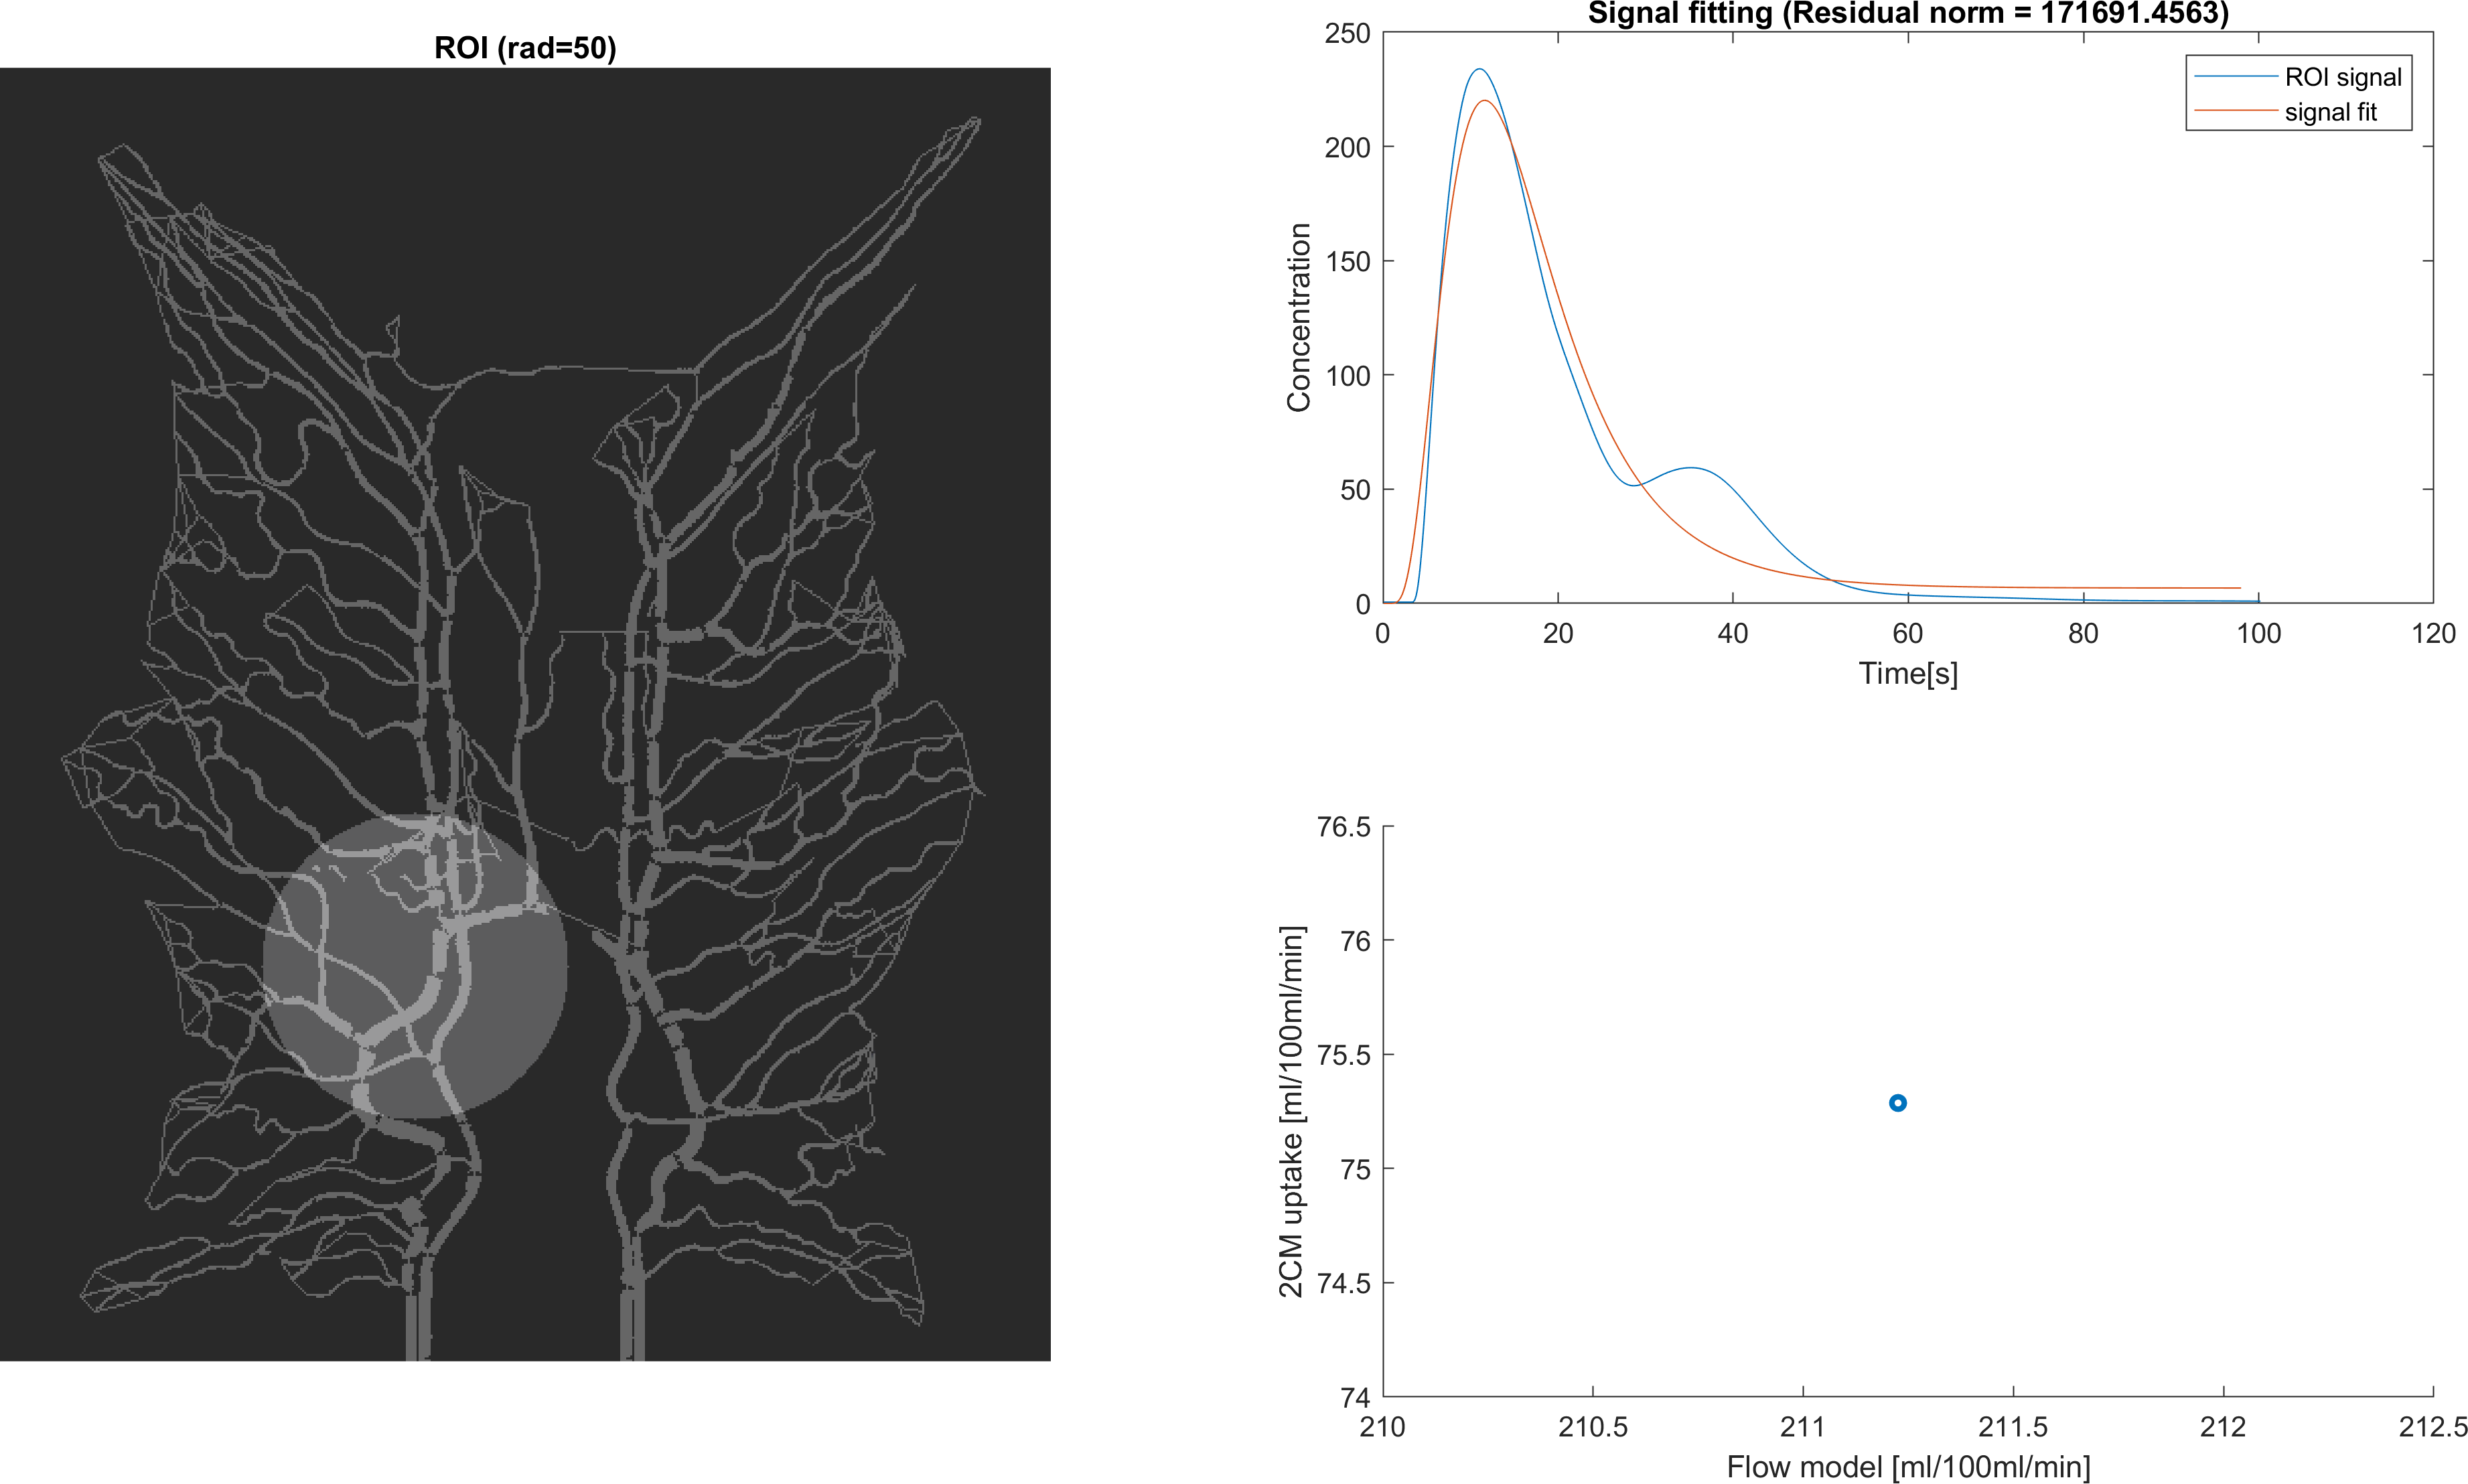 ROI (rad=50)
Signal fitting (Residual norm = 171691.4563)
250
200
150
100
50
0
Concentration
ROI signal
signal fit
0 20 40 60 80 100 120
Time[s]
76.5
76
75.5
75
74.5
74
2CM uptake [ml/100ml/min]
210 210.5 211 211.5 212 212.5
Flow model [ml/100ml/min]